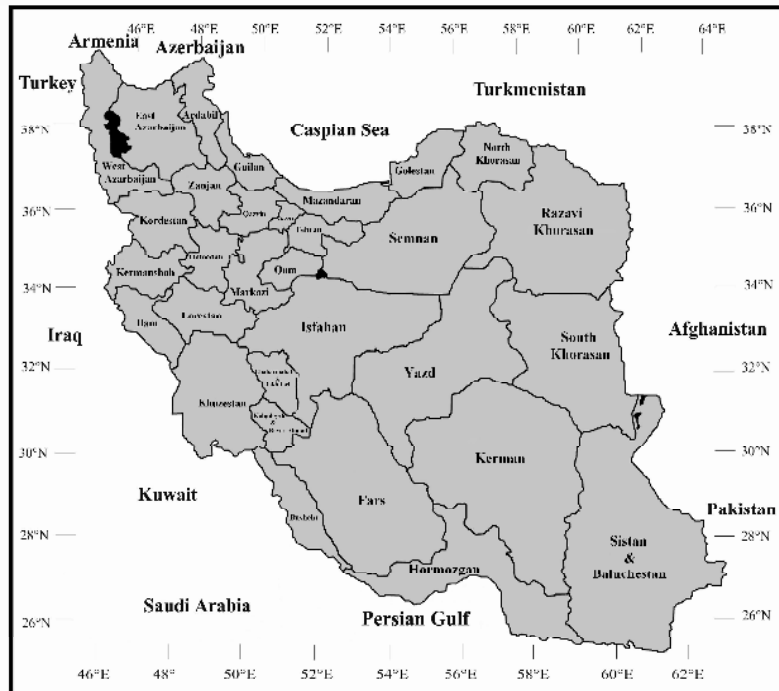 46°E 48°E 50°E 52°E 54°E 56°E 58°E 60°E 62°E 64°E
Armenia
Azerbaijan
Turkey
Turkmenistan
Caspian Sea
38°N
38°N
East
Azarbaijan
Ardabil
West
Azarbaijan
Guilan
Golestan
North
Khorasan
Zanjan
Mazandaran
36°N
36°N
Kordestan
Qazvin
Tehran
Semnan
Razavi
Khorasan
Kermanshah
Qom
Markazi
34°N
34°N
Ilam
Lorestan
Isfahan
Iraq
Afghanistan
South
Khorasan
32°N
32°N
Yazd
Khuzestan
&
30°N
30°N
Kerman
Kuwait
Fars
Pakistan
Bushehr
28°N
28°N
Sistan
&
Baluchestan
Hormozgan
Saudi Arabia
Persian Gulf
26°N
26°N
46°E 48°E 50°E 52°E 54°E 56°E 58°E 60°E 62°E